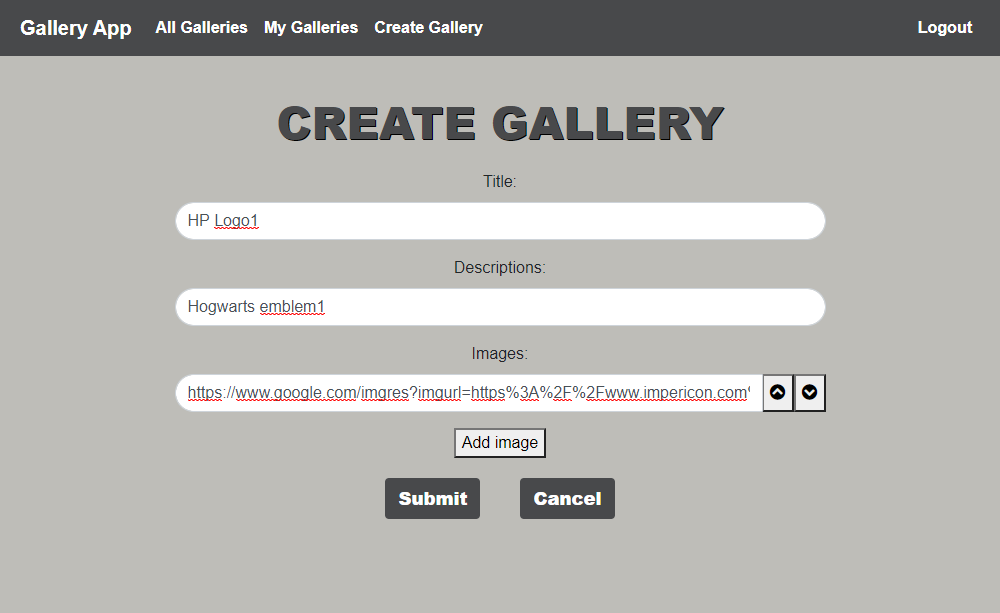 Gallery App All Galleries My Galleries Create Gallery Logout
CREATE GALLERY
Title:
HP Logo1
Descriptions:
Hogwarts emblem1
Images:
https://www.google.com/imgres?imgurl=https%3A%2F%2Fwww.impericon.com
Add image
Submit Cancel